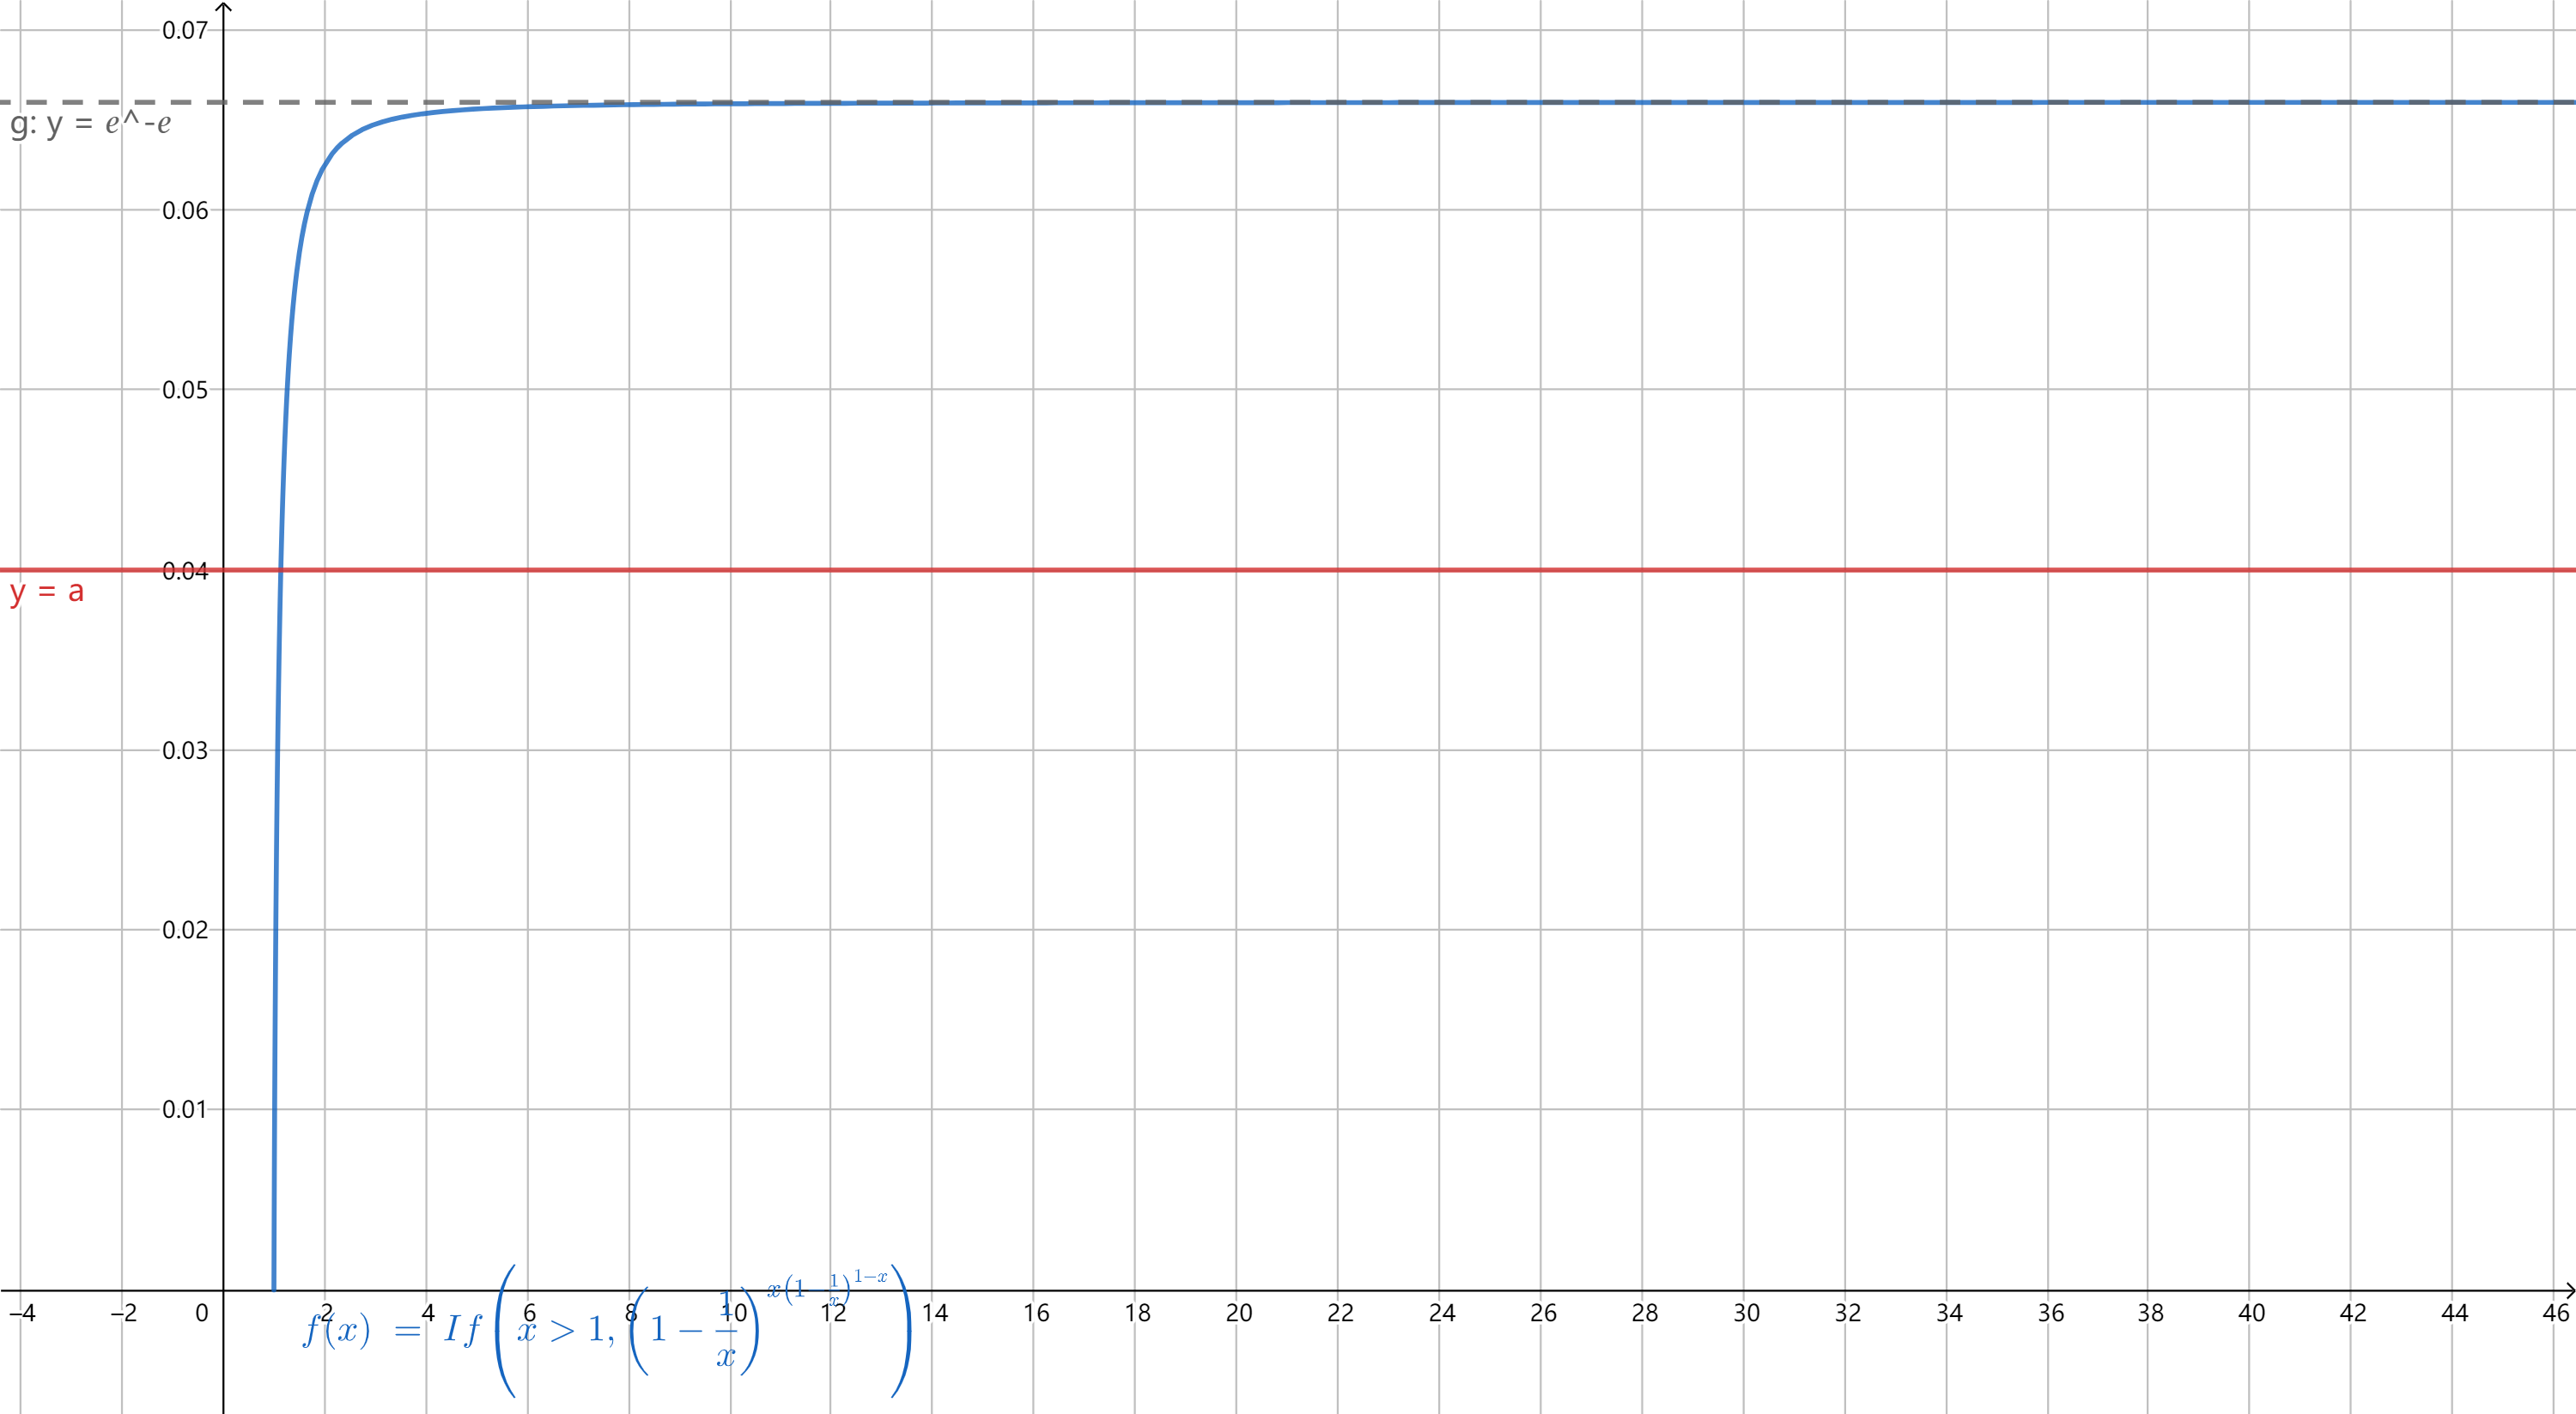 0.07
g: y = e^-e
0.06
0.05
0.04
y = a
0.03
0.02
0.01
–4 –2 0 2 4 6 8 10 12 14 16 18 20 22 24 26 28 30 32 34 36 38 40 42 44 46
f(x) = If(x > 1, (1 − 1/x)^(x(1 − 1/x)^(1−x)))